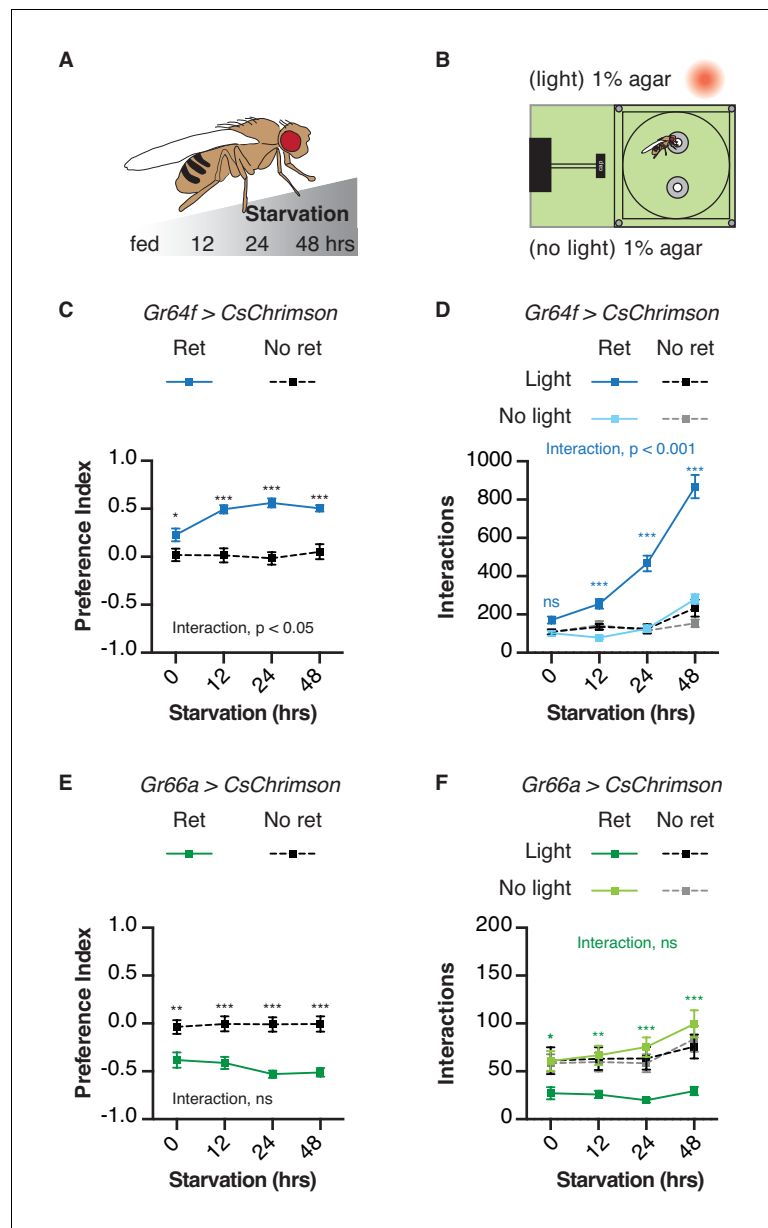 A
Starvation
fed 12 24 48 hrs
B
(light) 1% agar
(no light) 1% agar
C
Gr64f > CsChrimson
Ret No ret
Preference Index
1.0
0.5
0.0
-0.5
-1.0
* *** *** ***
Interaction, p < 0.05
0 12 24 48
Starvation (hrs)
D
Gr64f > CsChrimson
Ret No ret
Light
No light
Interaction, p < 0.001
Interactions
1000
800
600
400
200
0
ns *** *** ***
0 12 24 48
Starvation (hrs)
E
Gr66a > CsChrimson
Ret No ret
Preference Index
1.0
0.5
0.0
-0.5
-1.0
** *** *** ***
Interaction, ns
0 12 24 48
Starvation (hrs)
F
Gr66a > CsChrimson
Ret No ret
Light
No light
Interactions
200
150
100
50
0
Interaction, ns
* ** *** ***
0 12 24 48
Starvation (hrs)